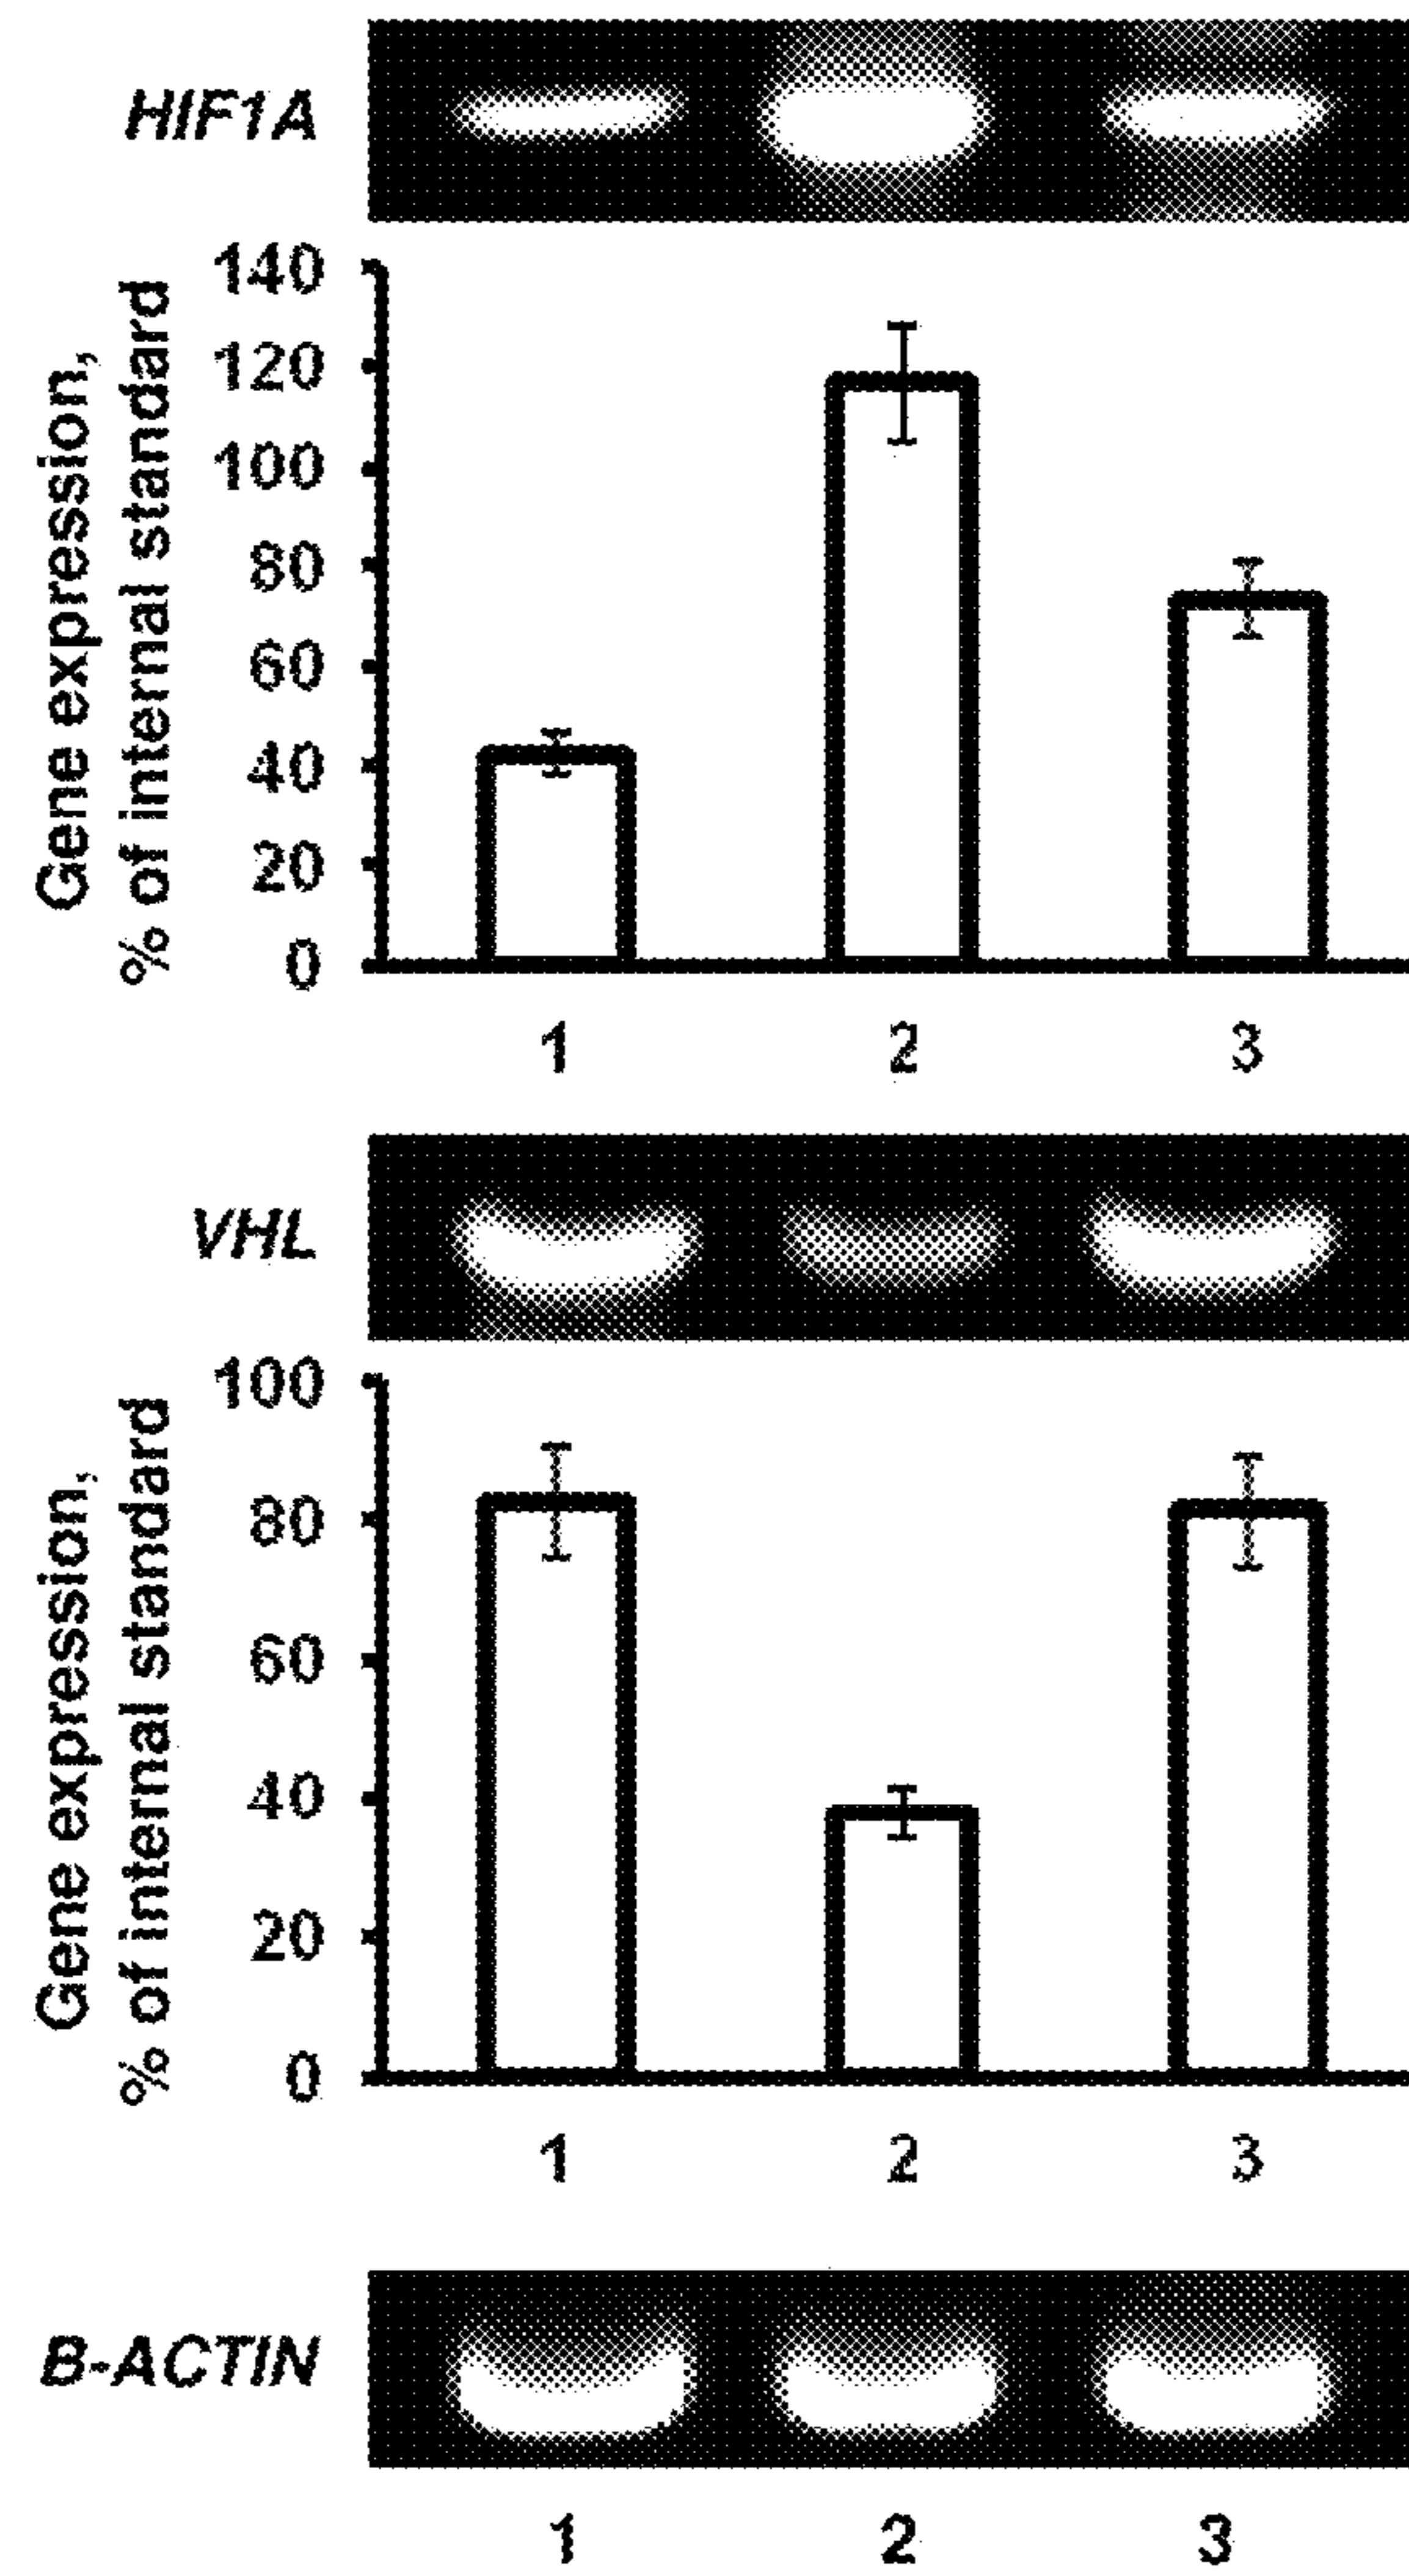 HIF1A
Gene expression,
% of internal standard
140
120
100
80
60
40
20
0
1 2 3
VHL
Gene expression,
% of internal standard
100
80
60
40
20
0
1 2 3
B-ACTIN
1 2 3